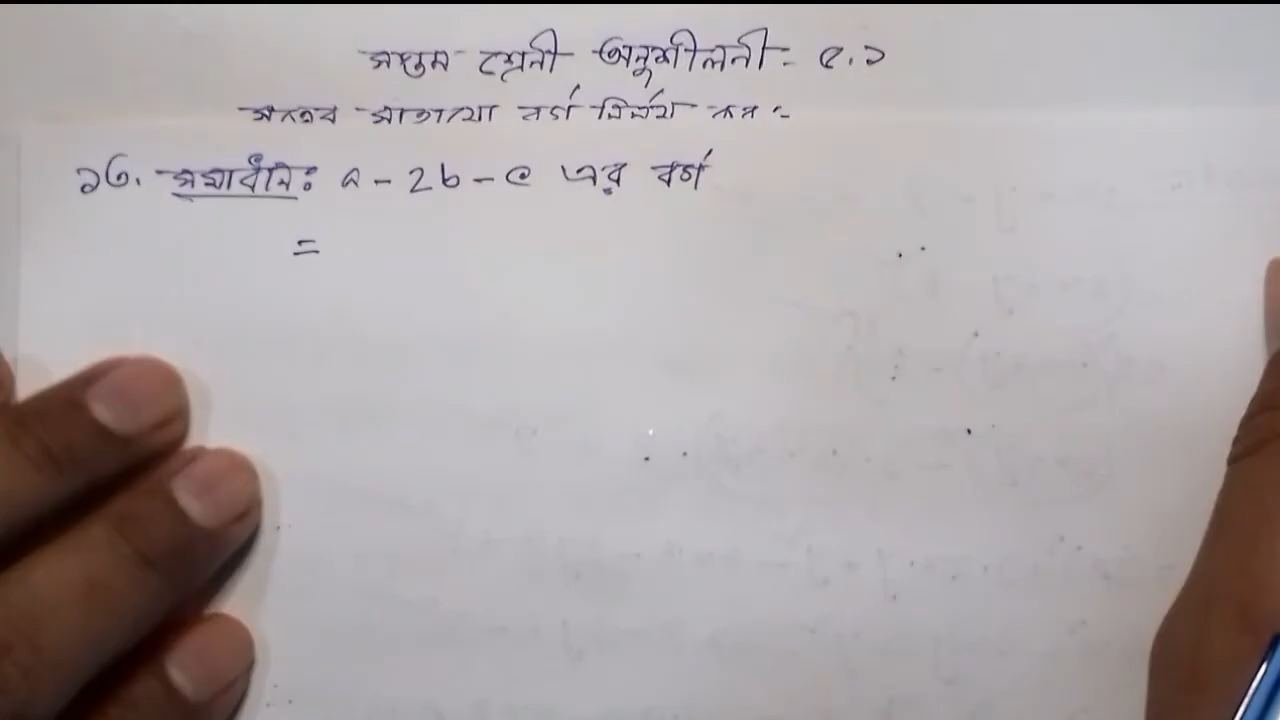 সপ্তম শ্রেনী অনুশীলনী- ৫.১
সূত্রের সাহায্যে বর্গ নির্ণয় কর :-
১৩. সমাধান: a - 2b - c এর বর্গ
=